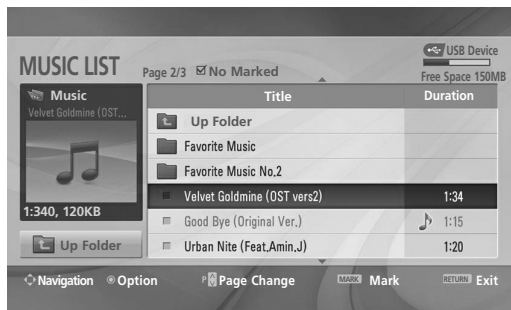 MUSIC LIST
Page 2/3 No Marked
USB Device
Free Space 150MB
Music
Velvet Goldmine (OST...
1:340, 120KB
Up Folder
Title Duration
Up Folder
Favorite Music
Favorite Music No.2
Velvet Goldmine (OST vers2) 1:34
Good Bye (Original Ver.) 1:15
Urban Nite (Feat.Amin.J) 1:20
Navigation Option P Page Change MARK Mark RETURN Exit